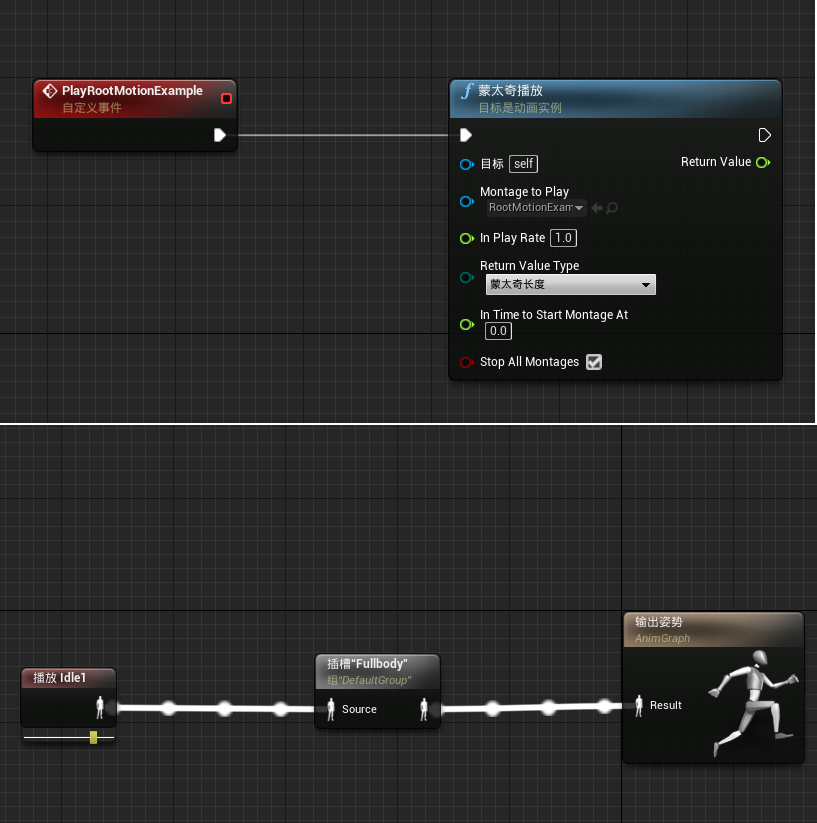 PlayRootMotionExample
自定义事件
蒙太奇播放
目标是动画实例
目标 self
Return Value
Montage to Play
RootMotionExam
In Play Rate 1.0
Return Value Type
蒙太奇长度
In Time to Start Montage At
0.0
Stop All Montages
播放 Idle1
插槽"Fullbody"
组"DefaultGroup"
Source
输出姿势
AnimGraph
Result